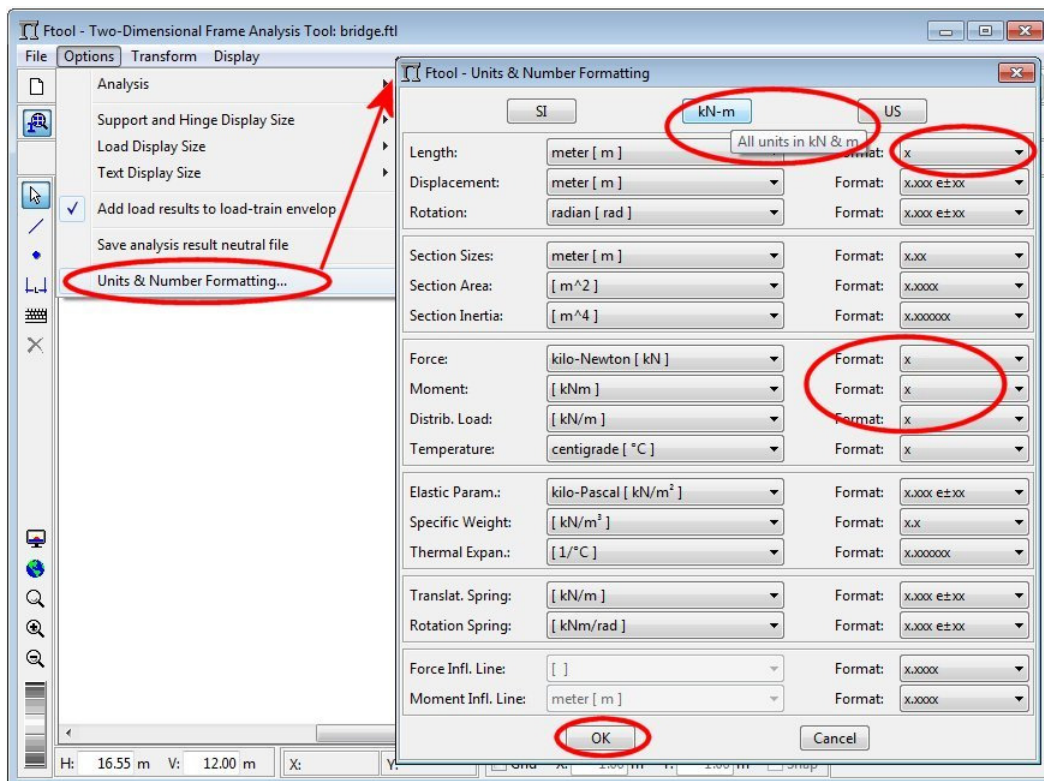 Ftool - Two-Dimensional Frame Analysis Tool: bridge.ftl
File Options Transform Display
Analysis
Support and Hinge Display Size
Load Display Size
Text Display Size
Add load results to load-train envelop
Save analysis result neutral file
Units & Number Formatting...
Ftool - Units & Number Formatting
SI kN-m US
All units in kN & m
Length: meter [ m ] Format: x
Displacement: meter [ m ] Format: x.xxx e±xx
Rotation: radian [ rad ] Format: x.xxx e±xx
Section Sizes: meter [ m ] Format: x.xx
Section Area: [ m^2 ] Format: x.xxxx
Section Inertia: [ m^4 ] Format: x.xxxxxx
Force: kilo-Newton [ kN ] Format: x
Moment: [ kNm ] Format: x
Distrib. Load: [ kN/m ] Format: x
Temperature: centigrade [ °C ] Format: x
Elastic Param.: kilo-Pascal [ kN/m² ] Format: x.xxx e±xx
Specific Weight: [ kN/m³ ] Format: x.x
Thermal Expan.: [ 1/°C ] Format: x.xxxxxx
Translat. Spring: [ kN/m ] Format: x.xxx e±xx
Rotation Spring: [ kNm/rad ] Format: x.xxx e±xx
Force Infl. Line: [ ] Format: x.xxxx
Moment Infl. Line: meter [ m ] Format: x.xxxx
OK Cancel
H: 16.55 m V: 12.00 m X: Y: